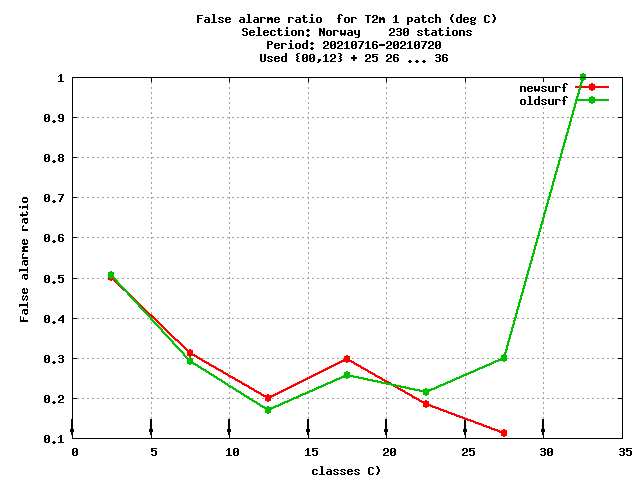 False alarme ratio  for T2m 1 patch (deg C)
Selection: Norway    230 stations
Period: 20210716-20210720
Used {00,12} + 25 26 ... 36
newsurf
oldsurf
1
0.9
0.8
0.7
0.6
0.5
0.4
0.3
0.2
0.1
False alarme ratio
0 5 10 15 20 25 30 35
classes C)